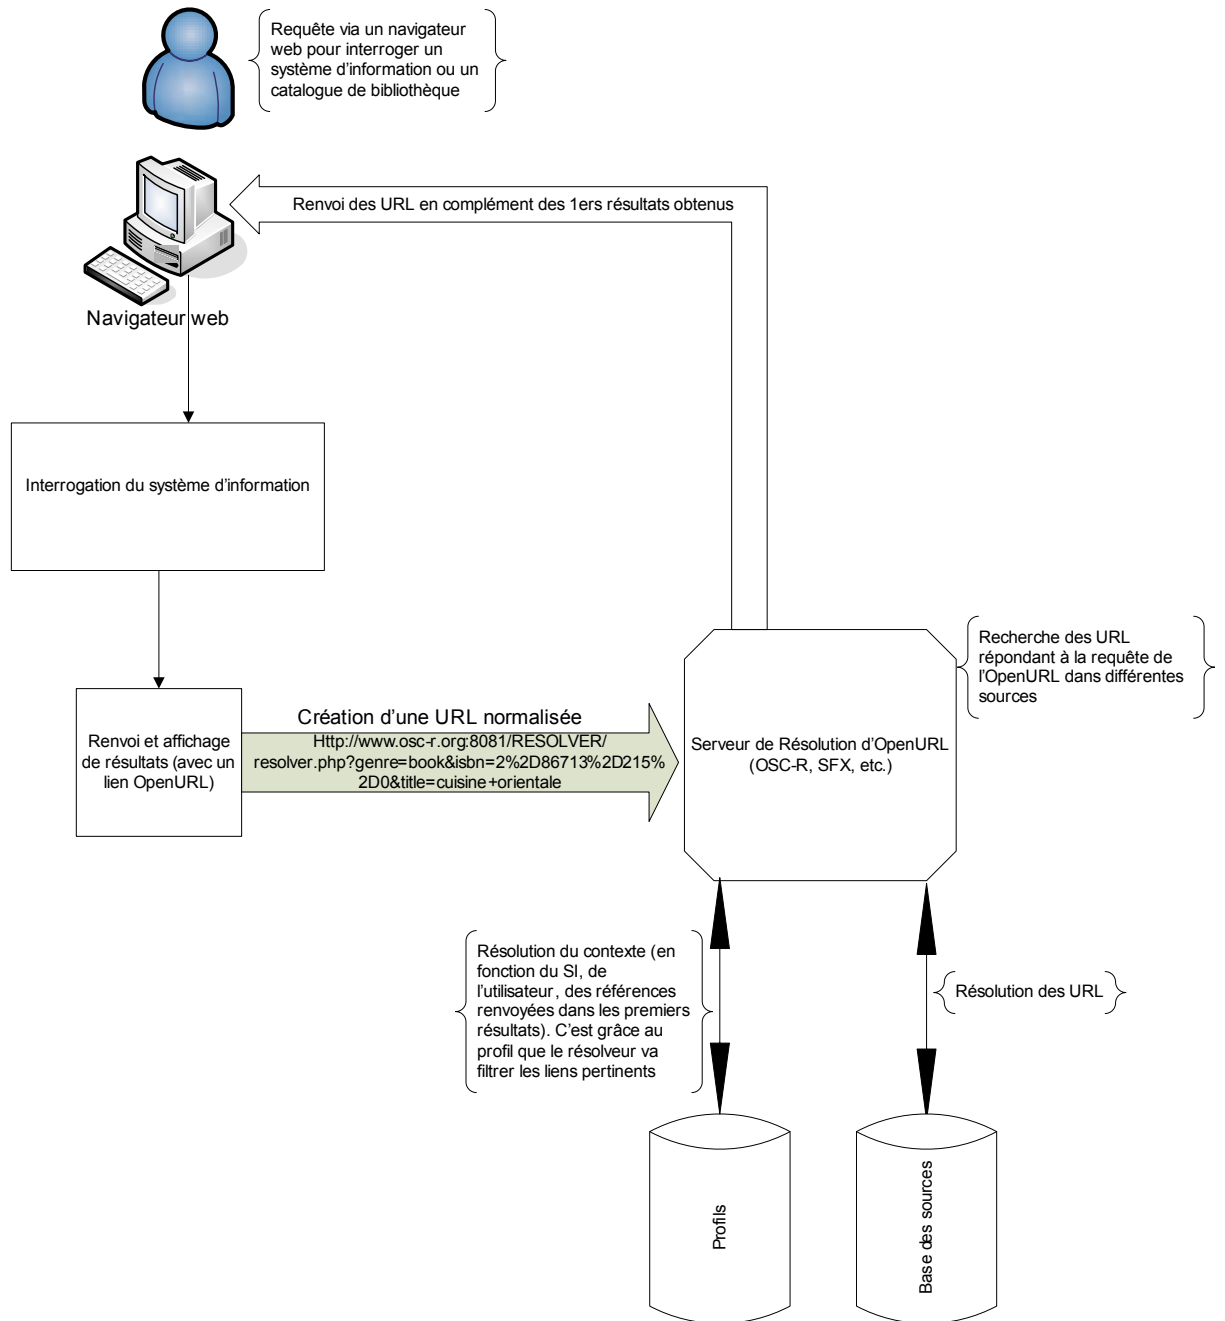 Requête via un navigateur
web pour interroger un
système d'information ou un
catalogue de bibliothèque
Renvoi des URL en complément des 1ers résultats obtenus
Navigateur web
Interrogation du système d'information
Recherche des URL
répondant à la requête de
l'OpenURL dans différentes
sources
Renvoi et affichage
de résultats (avec un
lien OpenURL)
Création d'une URL normalisée
Http://www.osc-r.org:8081/RESOLVER/
resolver.php?genre=book&isbn=2%2D86713%2D215%
2D0&title=cuisine+orientale
Serveur de Résolution d'OpenURL
(OSC-R, SFX, etc.)
Résolution du contexte (en
fonction du SI, de
l'utilisateur, des références
renvoyées dans les premiers
résultats). C'est grâce au
profil que le résolveur va
filtrer les liens pertinents
Résolution des URL
Profils
Base des sources